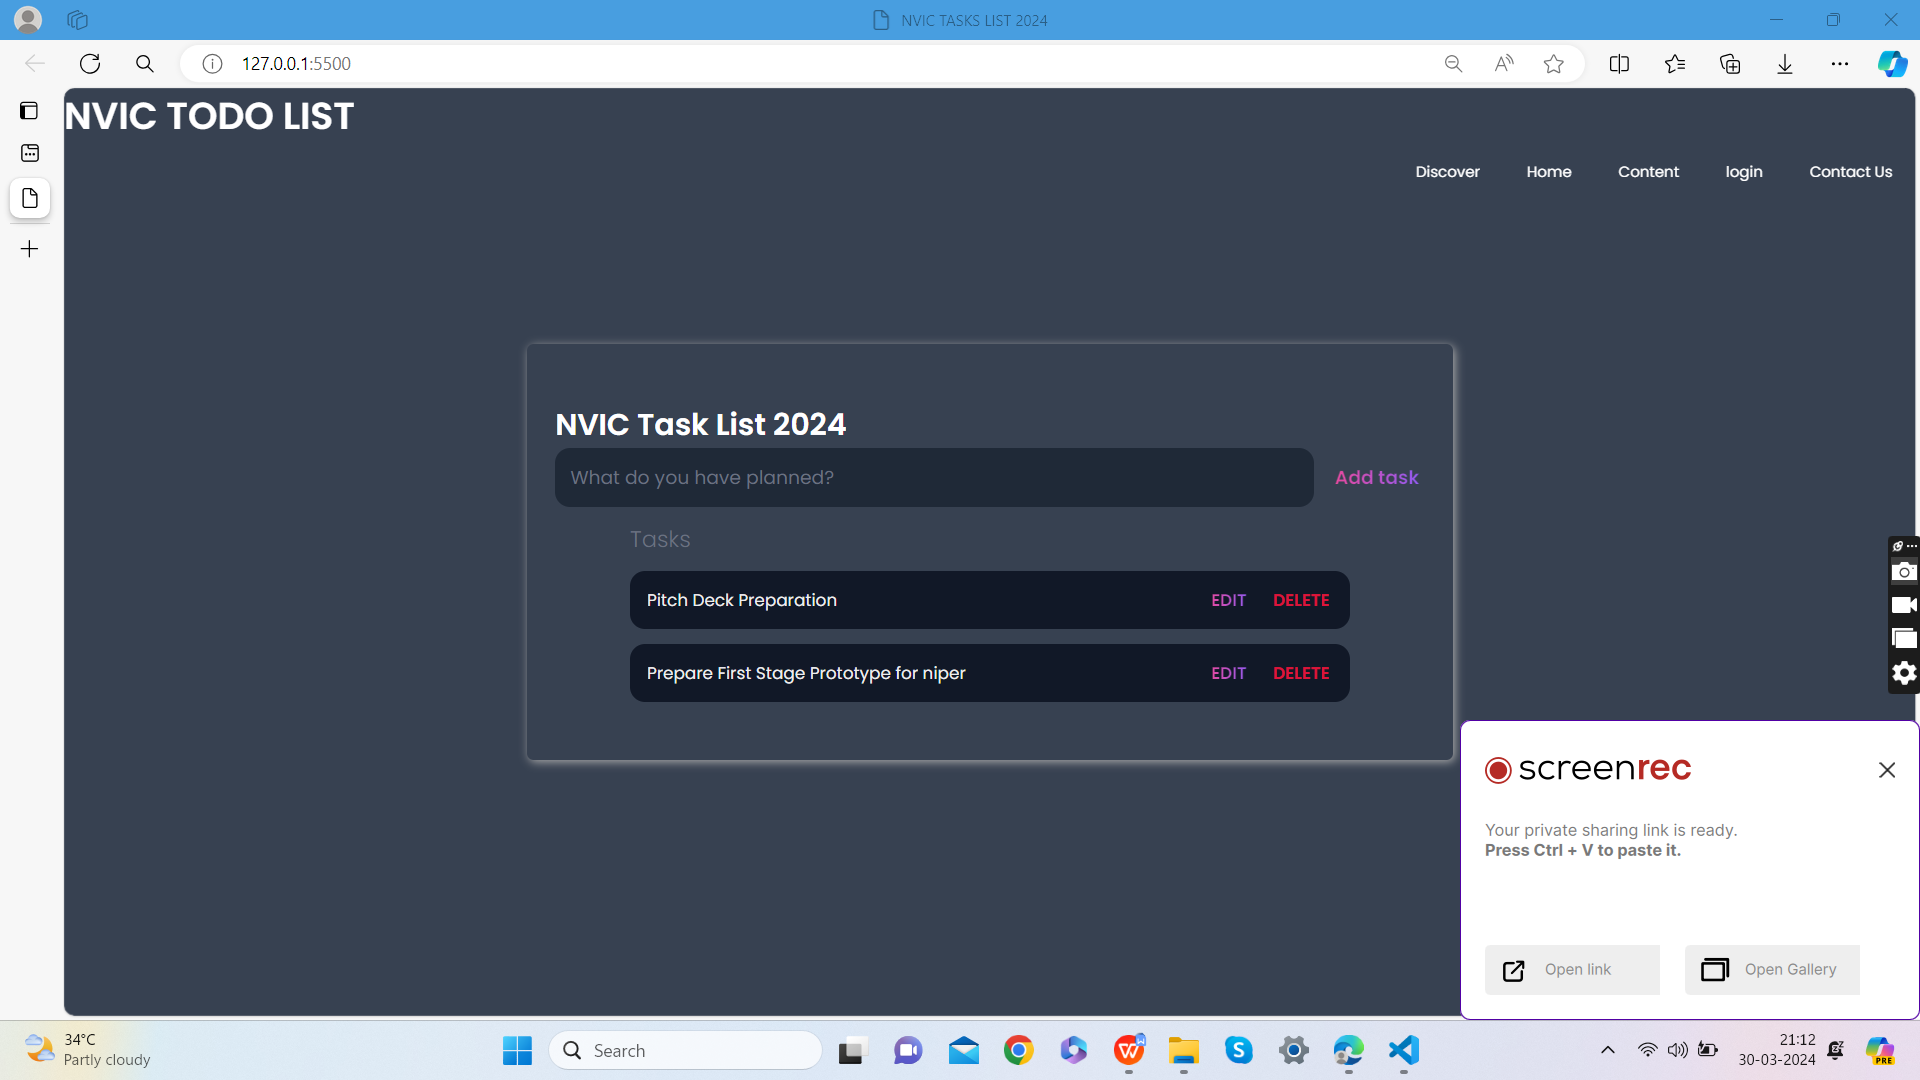 NVIC TASKS LIST 2024
127.0.0.1:5500
NVIC TODO LIST
Discover Home Content login Contact Us
NVIC Task List 2024
What do you have planned? Add task
Tasks
Pitch Deck Preparation EDIT DELETE
Prepare First Stage Prototype for niper EDIT DELETE
screenrec
Your private sharing link is ready.
Press Ctrl + V to paste it.
Open link Open Gallery
34°C
Partly cloudy
Search
21:12
30-03-2024
PRE